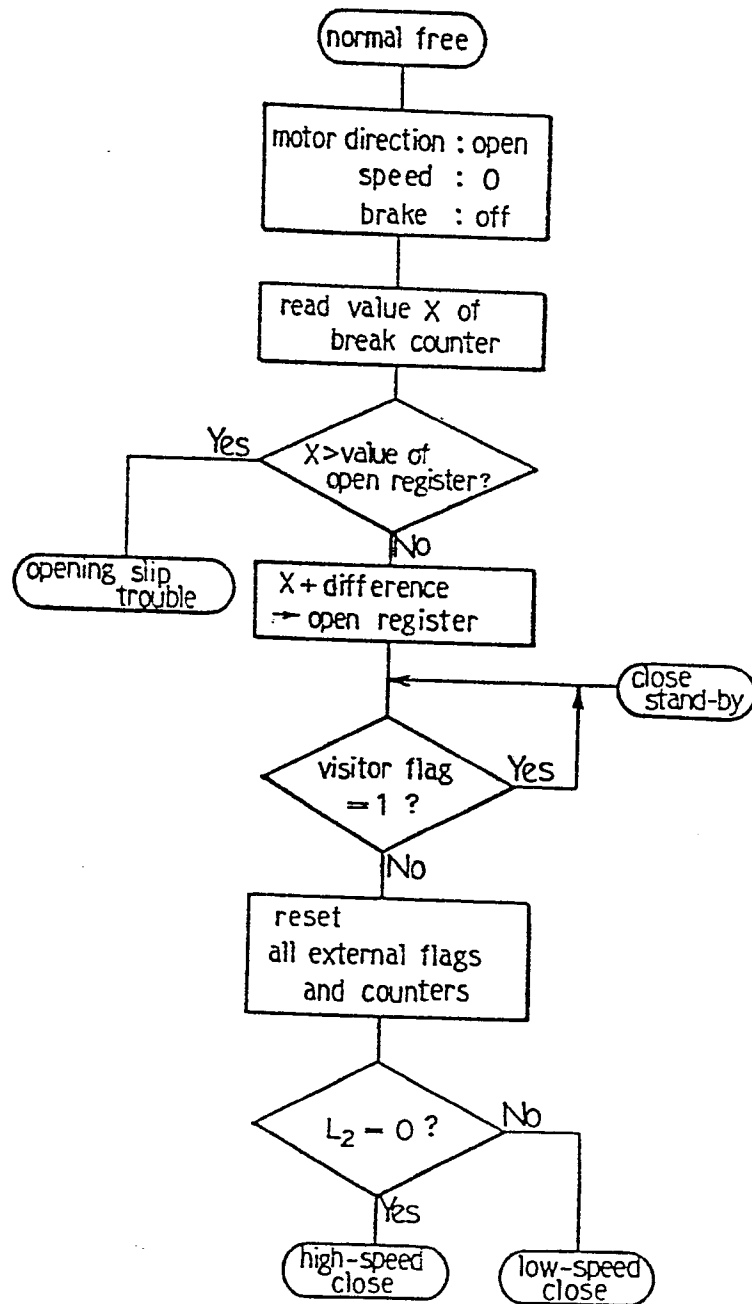 normal free
motor direction : open
speed : 0
brake : off
read value X of
break counter
X>value of
open register?
Yes
No
opening slip
trouble
X + difference
→ open register
close
stand-by
visitor flag
= 1 ?
Yes
No
reset
all external flags
and counters
L₂ = 0 ?
No
Yes
high-speed
close
low-speed
close